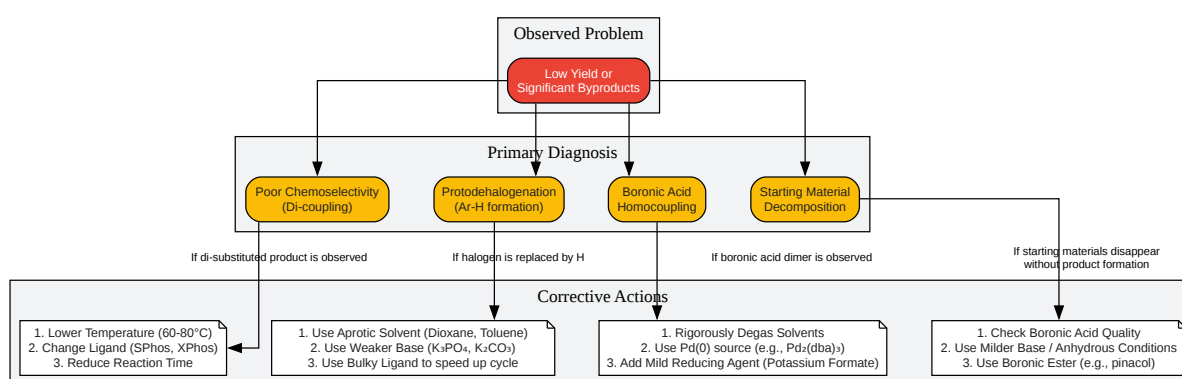 Observed Problem
Low Yield or
Significant Byproducts
Primary Diagnosis
Poor Chemoselectivity
(Di-coupling)
Protodehalogenation
(Ar-H formation)
Boronic Acid
Homocoupling
Starting Material
Decomposition
If di-substituted product is observed
If halogen is replaced by H
If boronic acid dimer is observed
If starting materials disappear
without product formation
Corrective Actions
1. Lower Temperature (60-80°C)
2. Change Ligand (SPhos, XPhos)
3. Reduce Reaction Time
1. Use Aprotic Solvent (Dioxane, Toluene)
2. Use Weaker Base (K₃PO₄, K₂CO₃)
3. Use Bulky Ligand to speed up cycle
1. Rigorously Degas Solvents
2. Use Pd(0) source (e.g., Pd₂(dba)₃)
3. Add Mild Reducing Agent (Potassium Formate)
1. Check Boronic Acid Quality
2. Use Milder Base / Anhydrous Conditions
3. Use Boronic Ester (e.g., pinacol)